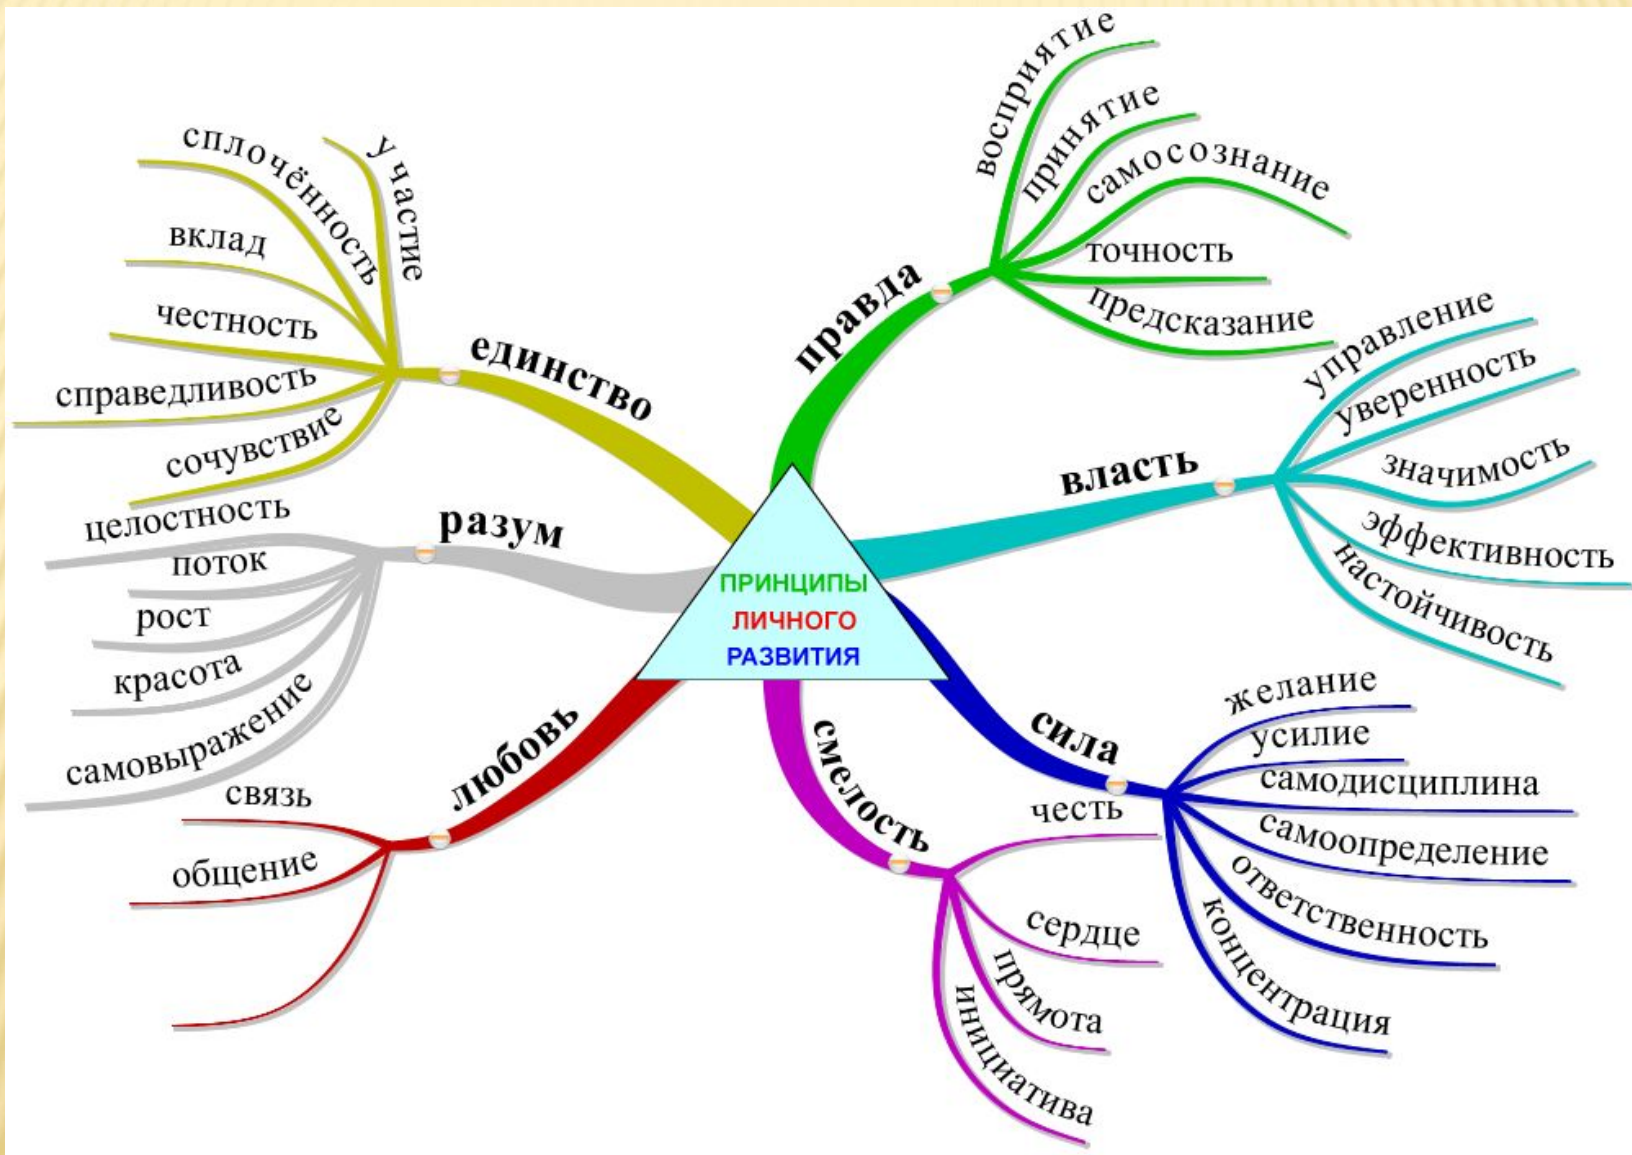 ПРИНЦИПЫ
ЛИЧНОГО
РАЗВИТИЯ
правда
восприятие
принятие
самосознание
точность
предсказание
власть
управление
уверенность
значимость
эффективность
настойчивость
сила
желание
усилие
самодисциплина
самоопределение
ответственность
концентрация
смелость
честь
сердце
прямота
инициатива
любовь
связь
общение
разум
целостность
поток
рост
красота
самовыражение
единство
участие
сплочённость
вклад
честность
справедливость
сочувствие